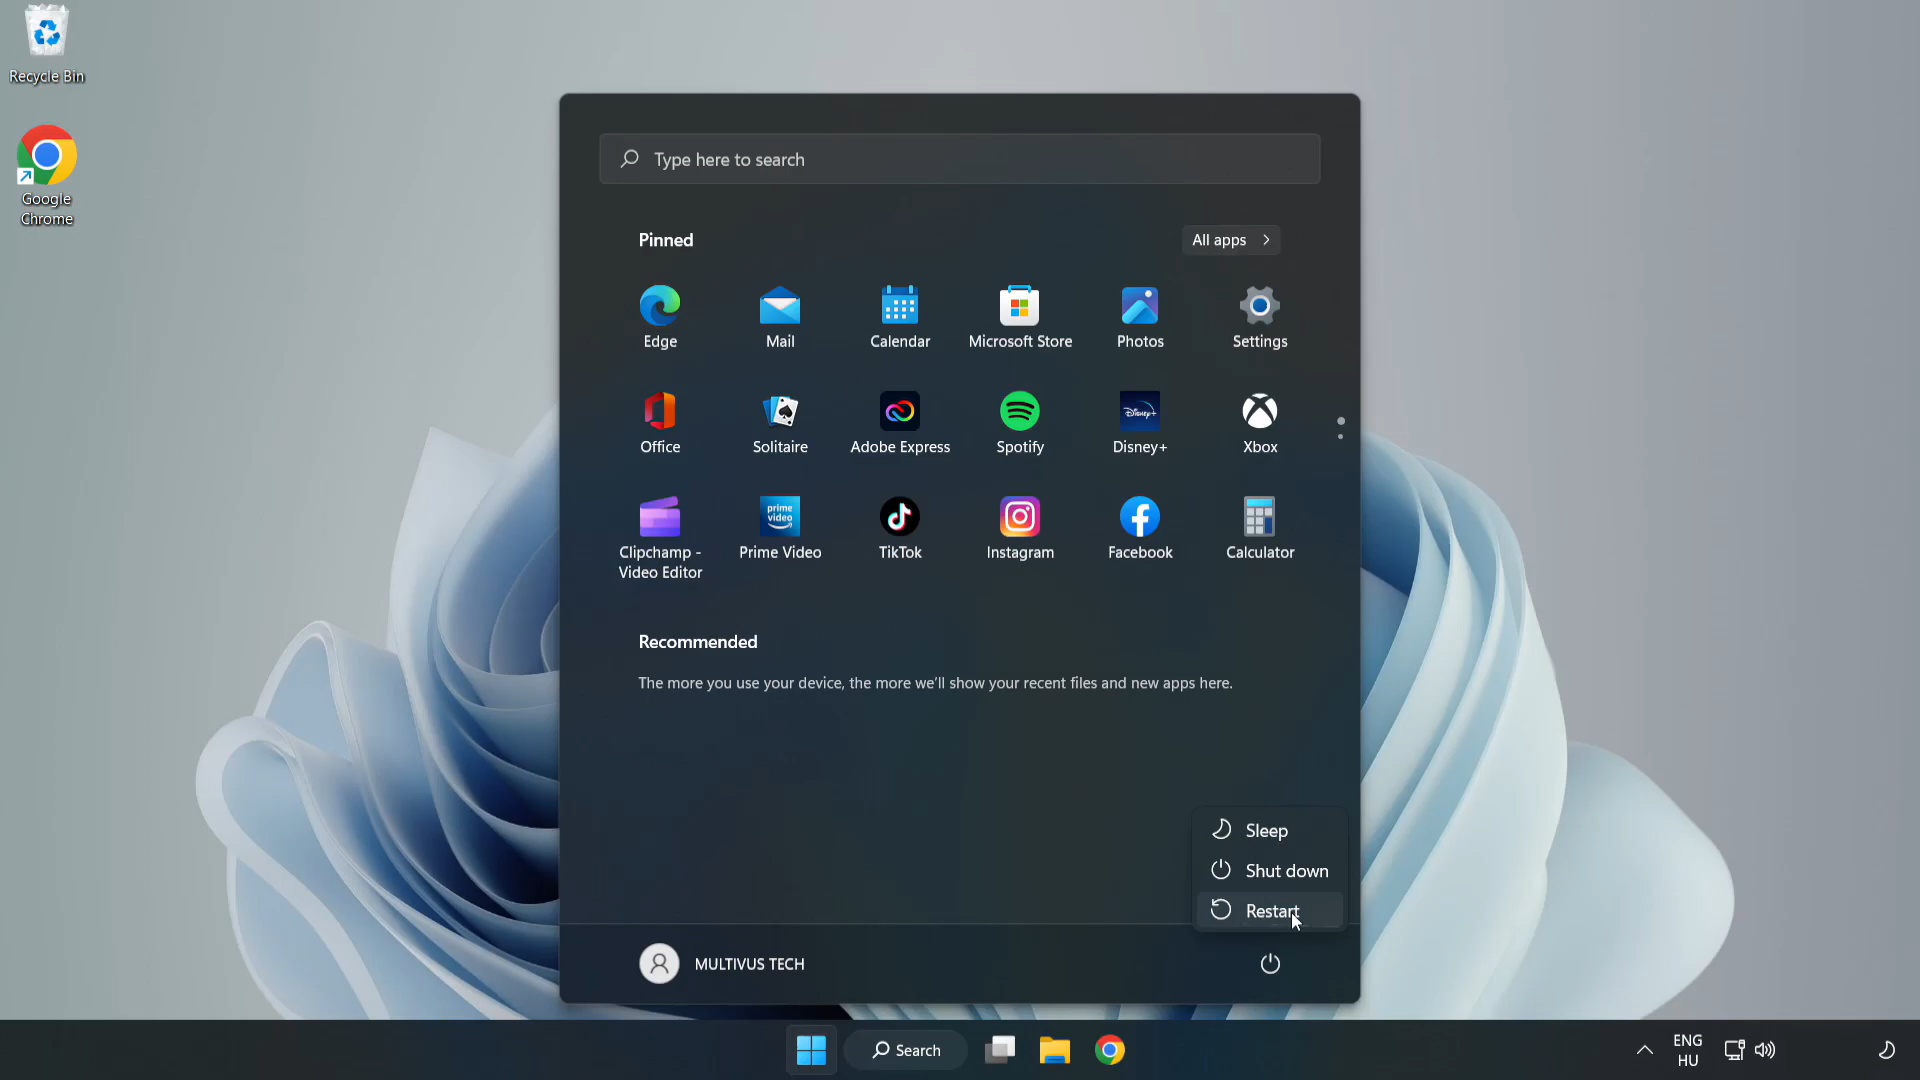 Recycle Bin
Google
Chrome
Type here to search
Pinned
All apps
Edge
Mail
Calendar
Microsoft Store
Photos
Settings
Office
Solitaire
Adobe Express
Disney+
Spotify
Disney+
Xbox
prime
video
Clipchamp -
Video Editor
Prime Video
TikTok
Instagram
Facebook
Calculator
Recommended
The more you use your device, the more we'll show your recent files and new apps here.
Sleep
Shut down
Restart
MULTIVUS TECH
Search
ENG
HU